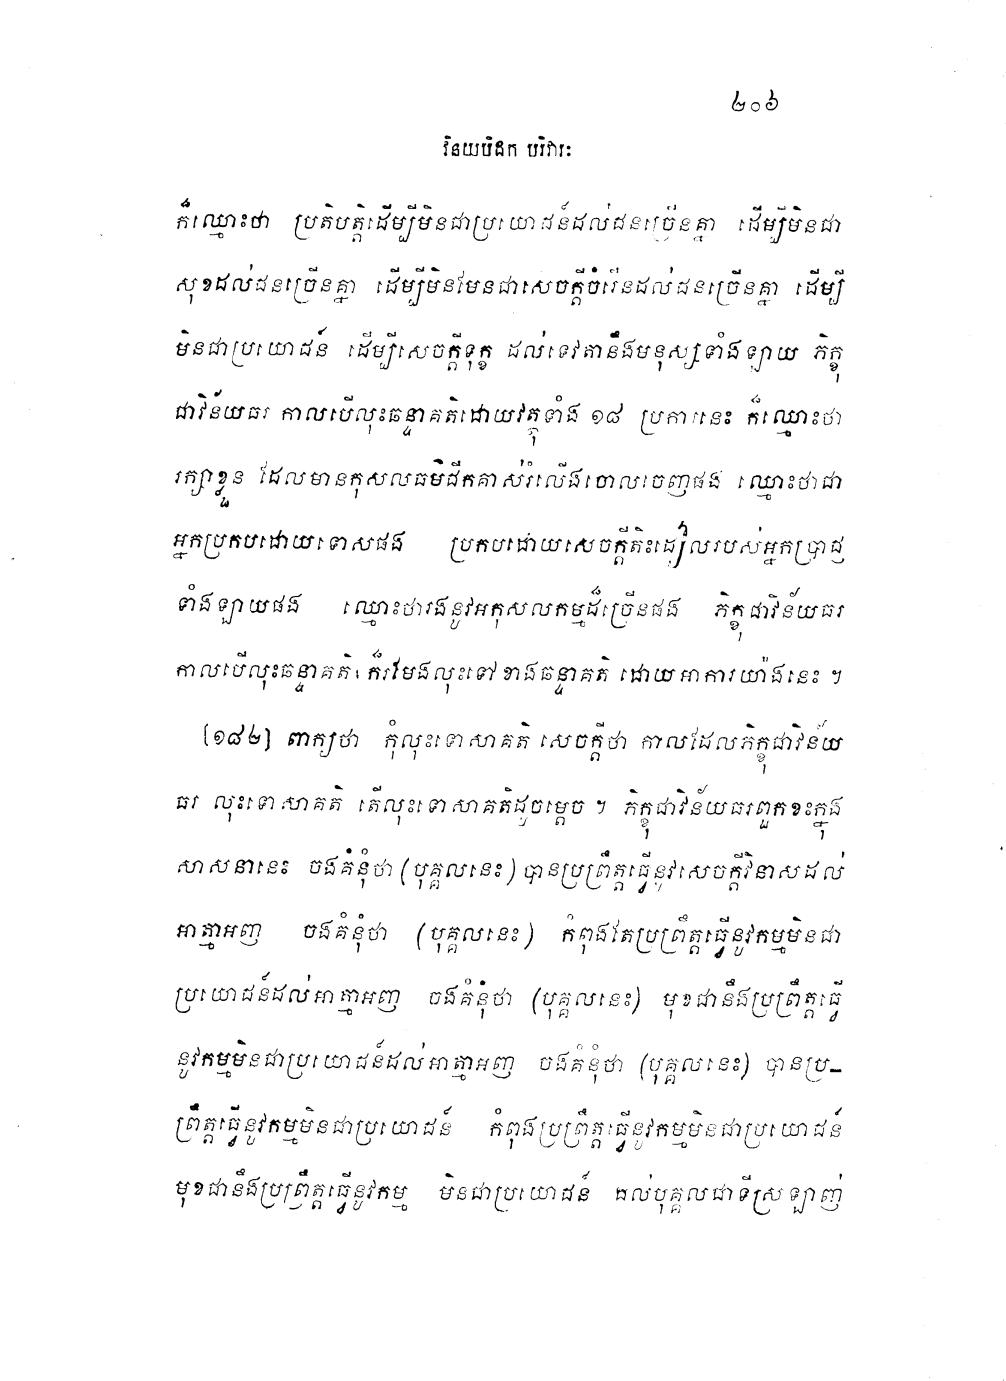 ២០៦
វិនយបិដក បរិវារៈ
ក៏ឈ្មោះថា ប្រតិបត្តិដើម្បីមិនជាប្រយោជន៍ដល់ជនច្រើនគ្នា ដើម្បីមិនជា
សុខដល់ជនច្រើនគ្នា ដើម្បីមិនមែនជាសេចក្តីចំរើនដល់ជនច្រើនគ្នា ដើម្បី
មិនជាប្រយោជន៍ ដើម្បីសេចក្តីទុក្ខ ដល់ទេវតានឹងមនុស្សទាំងឡាយ ភិក្ខុ
ជាវិន័យធរ កាលបើលុះឆន្ទាគតិដោយវត្ថុទាំង ១៨ ប្រការនេះ ក៏ឈ្មោះថា
រក្សាខ្លួន ដែលមានកុសលធម៌ជីកគាស់រំលើងចោលចេញផង ឈ្មោះថាជា
អ្នកប្រកបដោយទោសផង ប្រកបដោយសេចក្តីតិះដៀលរបស់អ្នកប្រាជ្ញ
ទាំងឡាយផង ឈ្មោះថារងនូវអកុសលកម្មដ៏ច្រើនផង ភិក្ខុជាវិន័យធរ
កាលបើលុះឆន្ទាគតិ ក៏រមែងលុះទៅខាងឆន្ទាគតិ ដោយអាការយ៉ាងនេះ ។
[១៨២] ពាក្យថា កុំលុះទោសាគតិ សេចក្តីថា កាលដែលភិក្ខុជាវិន័យ
ធរ លុះទោសាគតិ តើលុះទោសាគតិដូចម្តេច ។ ភិក្ខុជាវិន័យធរពួកខ្លះក្នុង
សាសនានេះ ចងគំនុំថា (បុគ្គលនេះ) បានប្រព្រឹត្តធ្វើនូវសេចក្តីវិនាសដល់
អាត្មាអញ ចងគំនុំថា (បុគ្គលនេះ) កំពុងតែប្រព្រឹត្តធ្វើនូវកម្មមិនជា
ប្រយោជន៍ដល់អាត្មាអញ ចងគំនុំថា (បុគ្គលនេះ) មុខជានឹងប្រព្រឹត្តធ្វើ
នូវកម្មមិនជាប្រយោជន៍ដល់អាត្មាអញ ចងគំនុំថា (បុគ្គលនេះ) បានប្រ-
ព្រឹត្តធ្វើនូវកម្មមិនជាប្រយោជន៍ កំពុងប្រព្រឹត្តធ្វើនូវកម្មមិនជាប្រយោជន៍
មុខជានឹងប្រព្រឹត្តធ្វើនូវកម្ម មិនជាប្រយោជន៍ ដល់បុគ្គលជាទីស្រឡាញ់